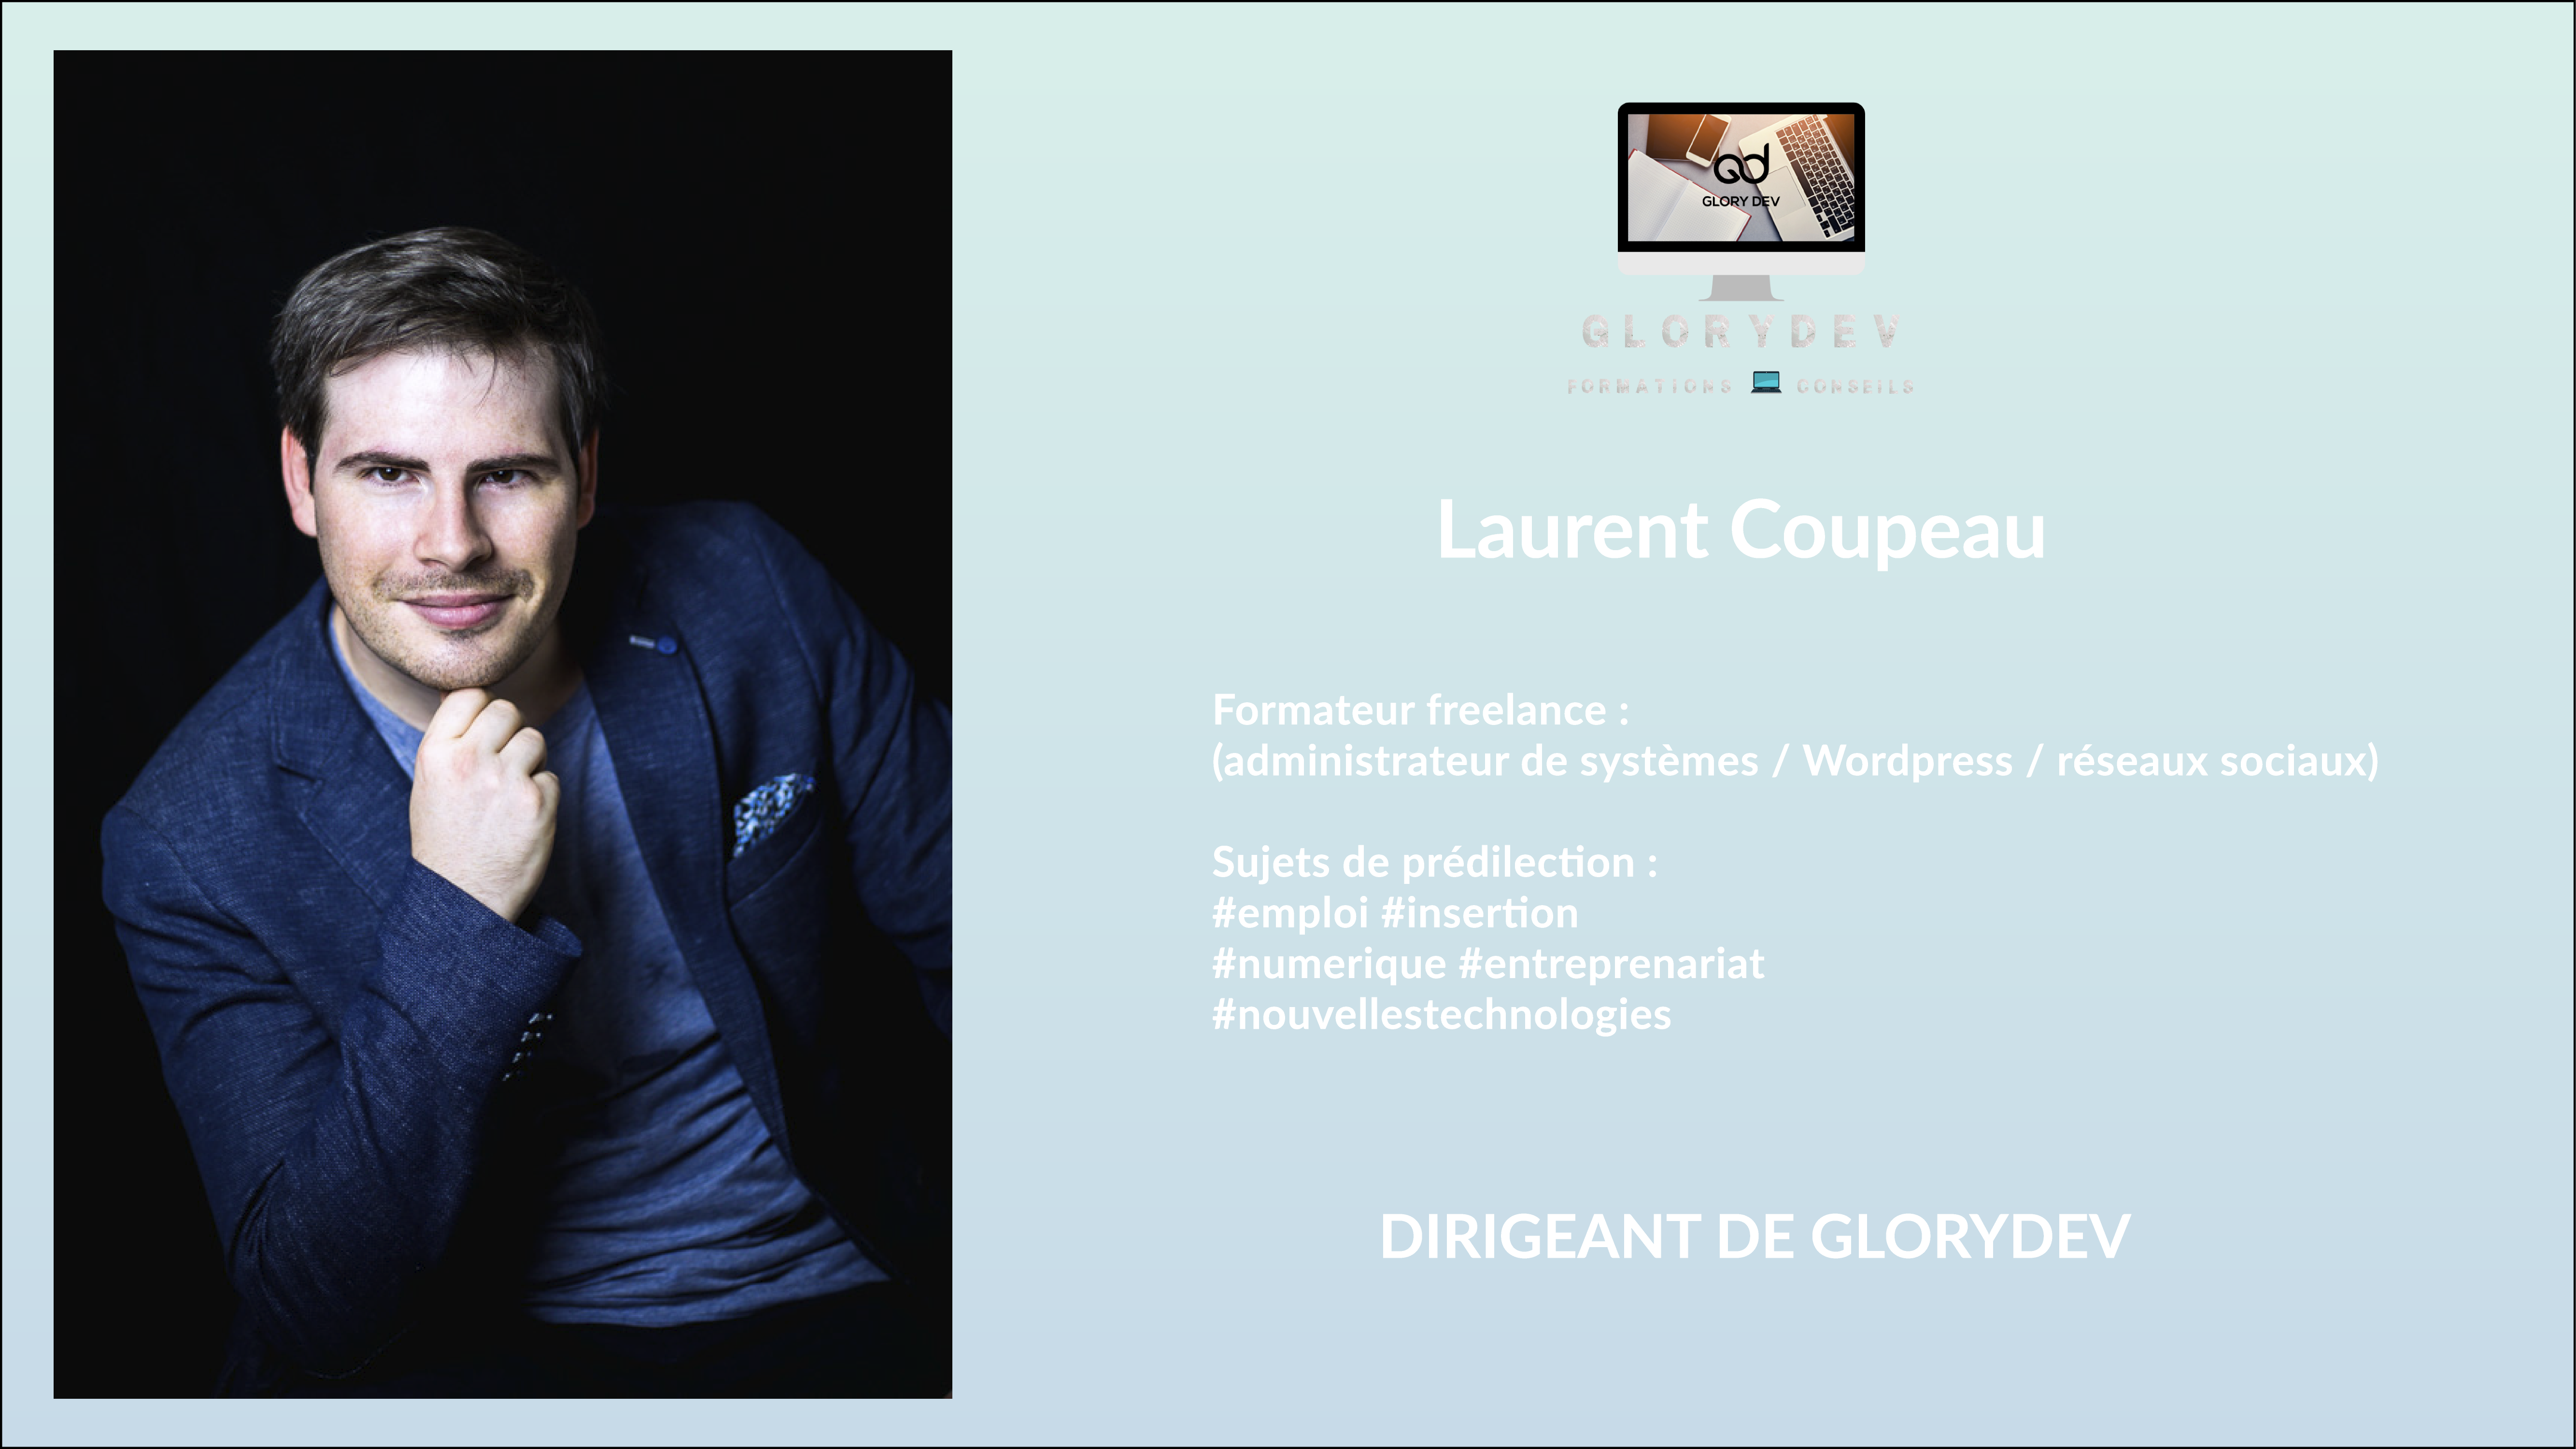 GLORY DEV
GLORYDEV
FORMATIONS CONSEILS
Laurent Coupeau
Formateur freelance :
(administrateur de systèmes / Wordpress / réseaux sociaux)
Sujets de prédilection :
#emploi #insertion
#numerique #entreprenariat
#nouvellestechnologies
DIRIGEANT DE GLORYDEV